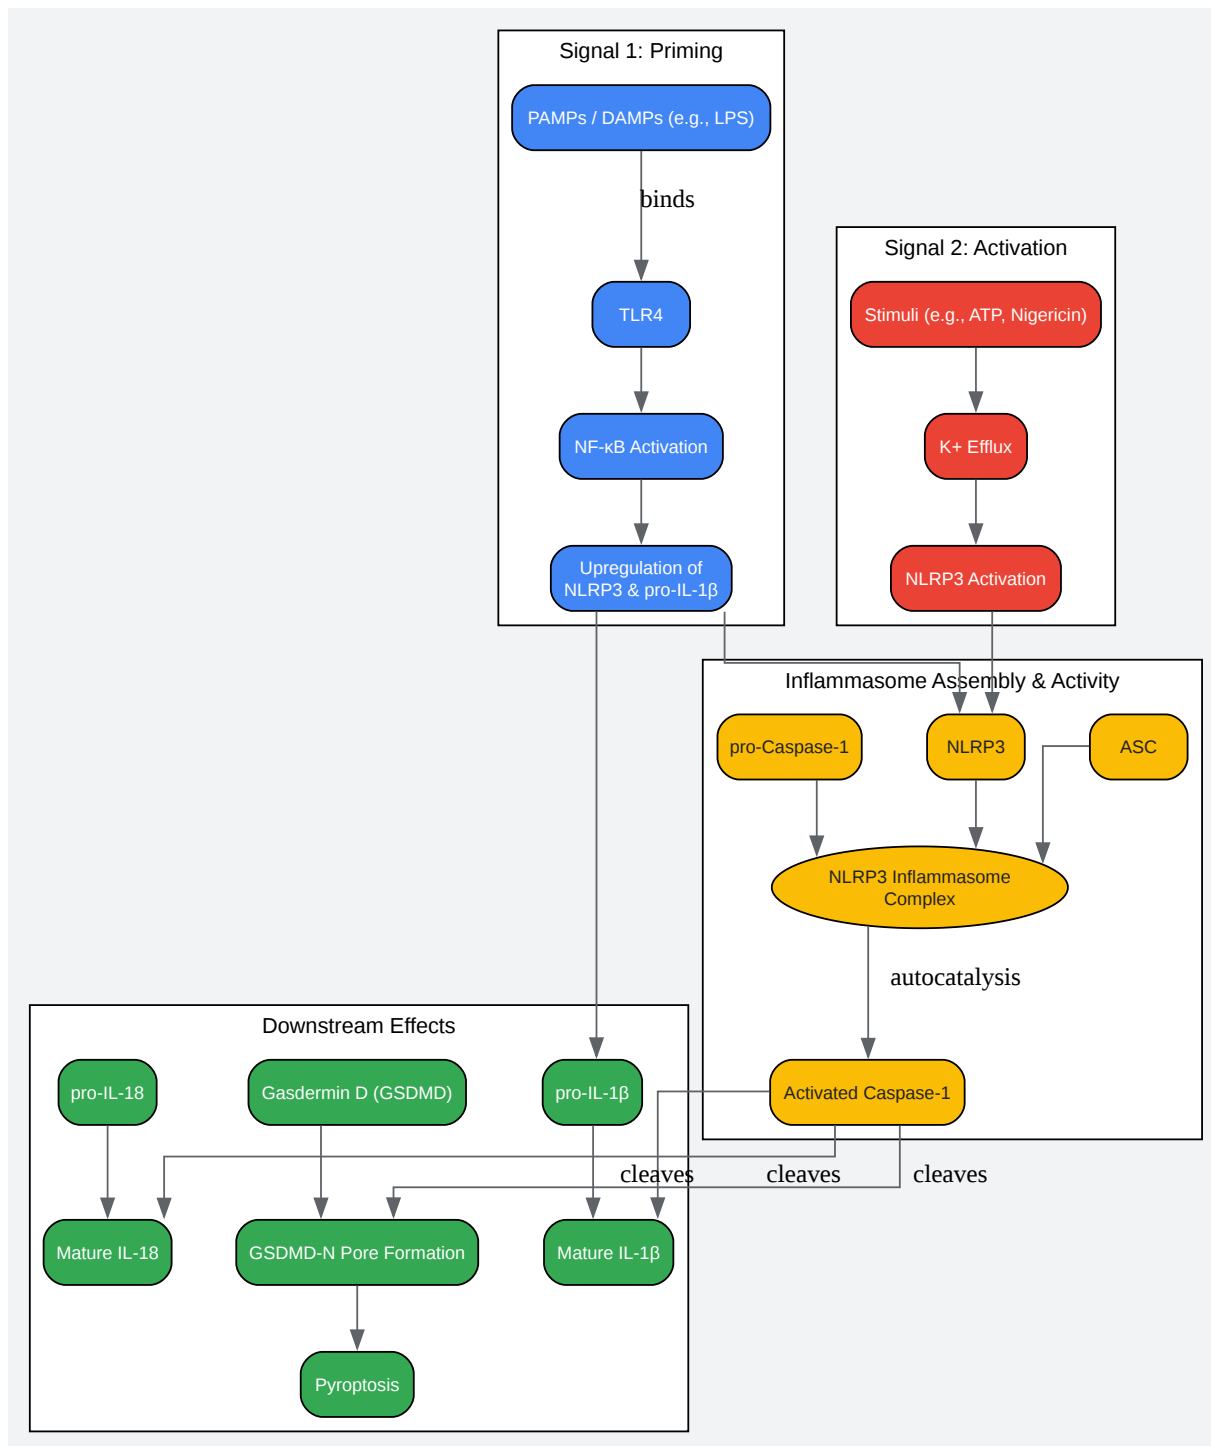 Signal 1: Priming
PAMPs / DAMPs (e.g., LPS)
binds
Signal 2: Activation
TLR4
Stimuli (e.g., ATP, Nigericin)
NF-κB Activation
K+ Efflux
Upregulation of
NLRP3 & pro-IL-1β
NLRP3 Activation
Inflammasome Assembly & Activity
pro-Caspase-1
NLRP3
ASC
NLRP3 Inflammasome
Complex
autocatalysis
Downstream Effects
pro-IL-18
Gasdermin D (GSDMD)
pro-IL-1β
Activated Caspase-1
cleaves
cleaves
cleaves
Mature IL-18
GSDMD-N Pore Formation
Mature IL-1β
Pyroptosis